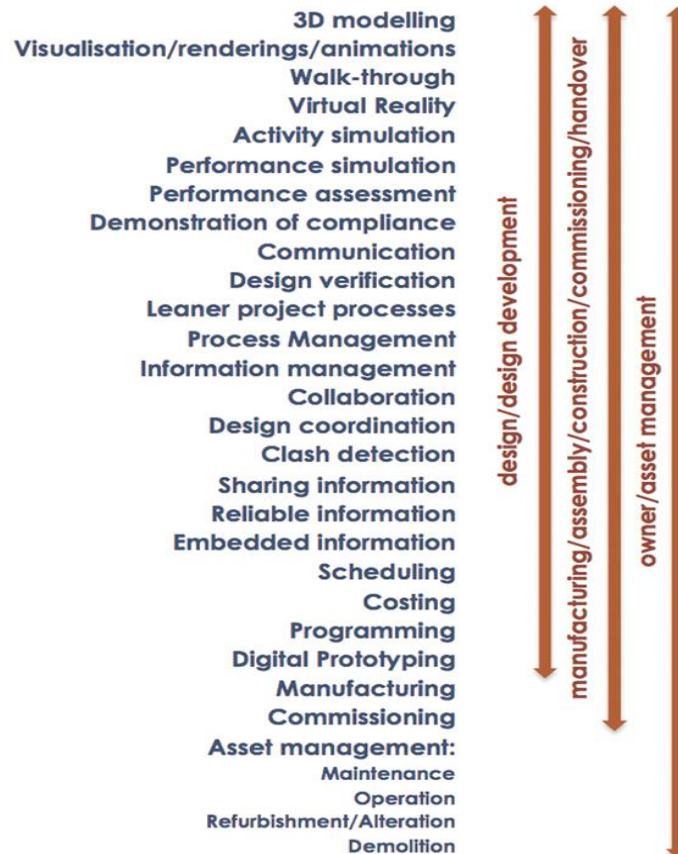 3D modelling
Visualisation/renderings/animations
Walk-through
Virtual Reality
Activity simulation
Performance simulation
Performance assessment
Demonstration of compliance
Communication
Design verification
Leaner project processes
Process Management
Information management
Collaboration
Design coordination
Clash detection
Sharing information
Reliable information
Embedded information
Scheduling
Costing
Programming
Digital Prototyping
Manufacturing
Commissioning
Asset management:
Maintenance
Operation
Refurbishment/Alteration
Demolition
design/design development
manufacturing/assembly/construction/commissioning/handover
owner/asset management